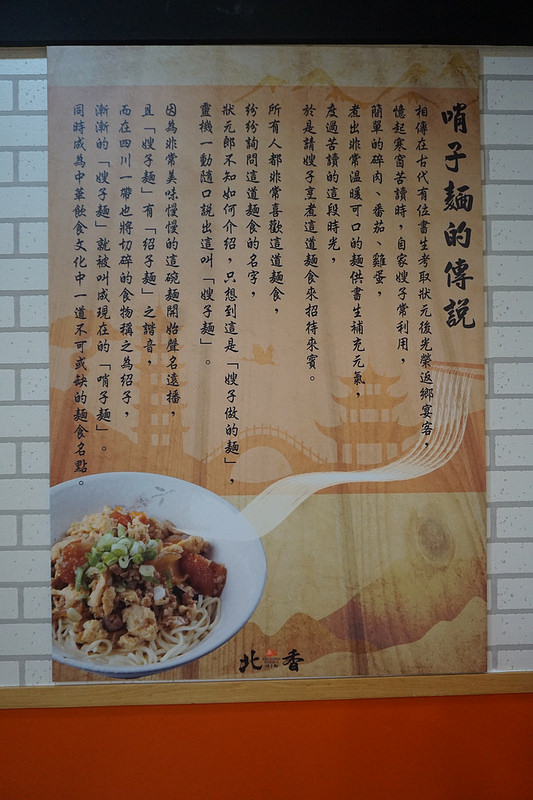 哨子麵的傳說
相傳在古代有位書生考取狀元後光榮返鄉宴客，
憶起寒窗苦讀時，自家嫂子常利用，
簡單的碎肉、番茄、雞蛋，
煮出非常溫暖可口的麵供書生補充元氣，
度過苦讀的這段時光，
於是請嫂子烹煮這道麵食來招待來賓。
所有人都非常喜歡這道麵食，
紛紛詢問這道麵食的名字，
狀元郎不知如何介紹，只想到這是「嫂子做的麵」，
靈機一動隨口說出這叫「嫂子麵」。
因為非常美味慢慢的這碗麵開始聲名遠播，
且「嫂子麵」有「紹子麵」之諧音，
而在四川一帶也將切碎的食物稱之為紹子，
漸漸的「嫂子麵」就被叫成現在的「哨子麵」。
同時成為中華飲食文化中一道不可或缺的麵食名點。
北香